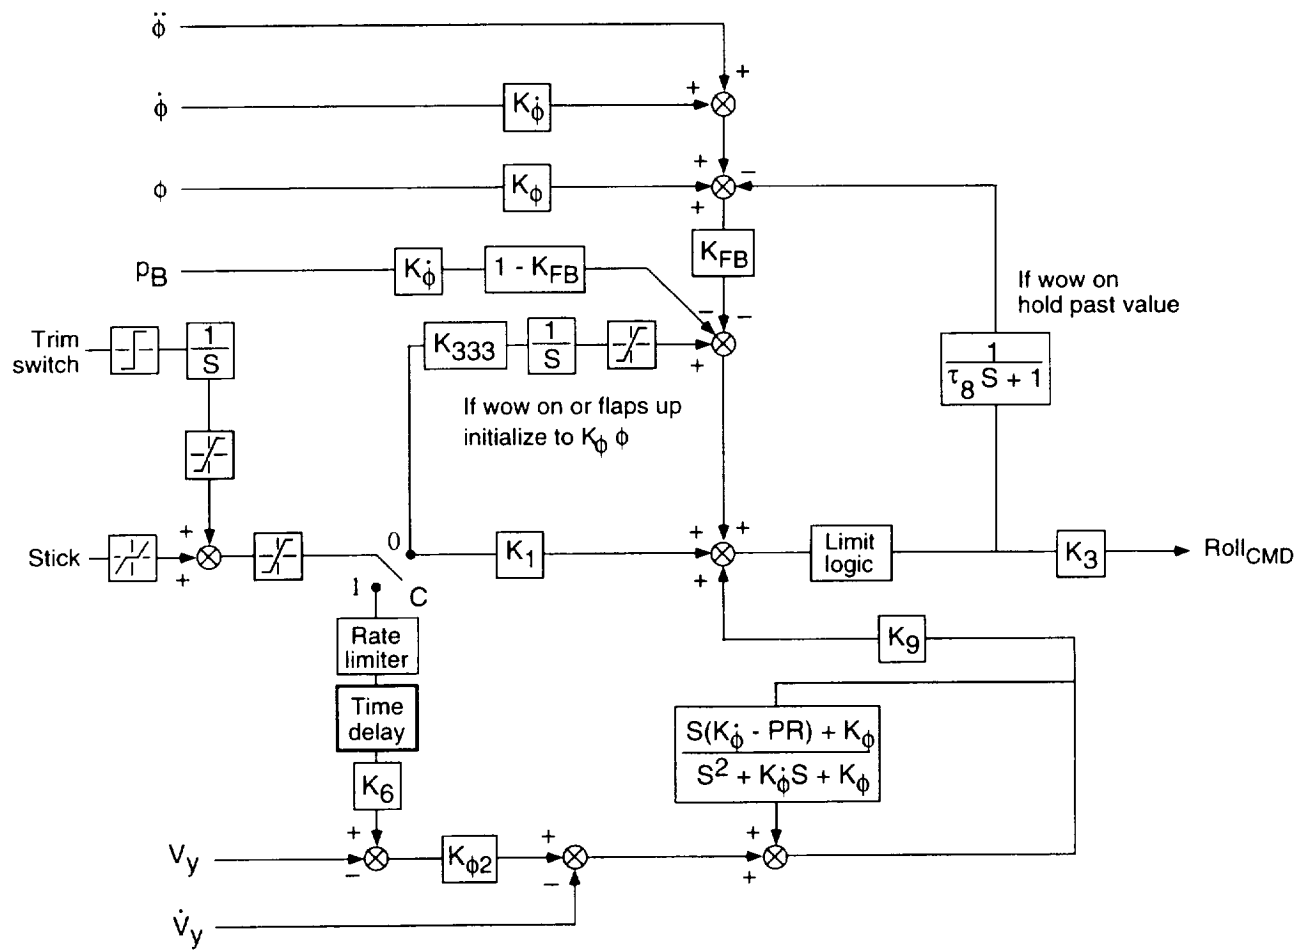 φ̈
+
φ̇
K_φ̇
+
φ
K_φ
+
−
+
K_FB
p_B
K_φ̇
1 - K_FB
−
−
If wow on
hold past value
Trim
switch
1
S
K_333
1
S
+
1
τ_8 S + 1
If wow on or flaps up
initialize to K_φ φ
Stick
+
+
0
K_1
+
+
+
Limit
logic
K_3
Roll_CMD
1
C
Rate
limiter
K_9
Time
delay
S(K_φ̇ - PR) + K_φ
S² + K_φ̇ S + K_φ
K_6
V_y
+
−
K_φ2
+
−
+
+
V̇_y